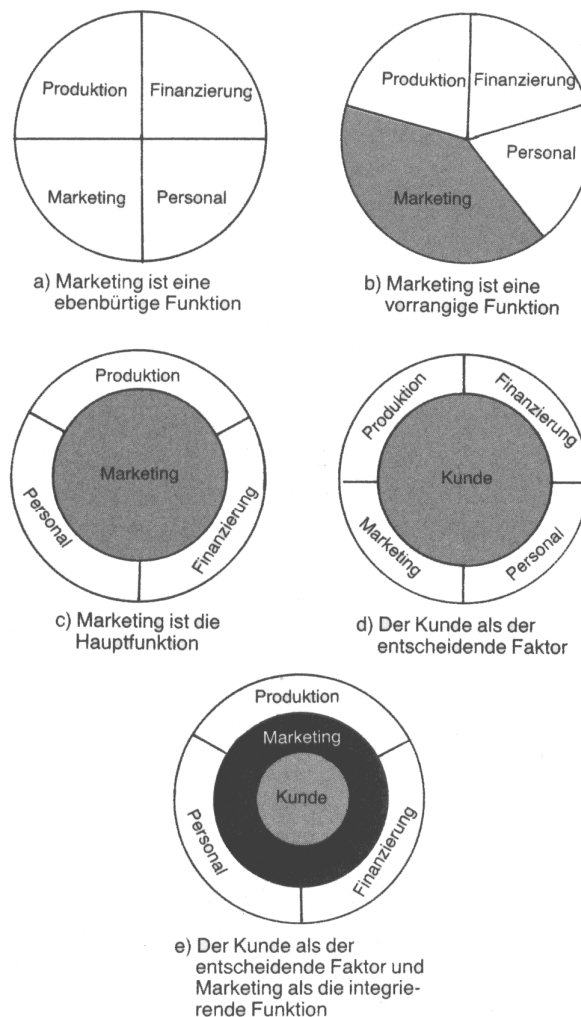 Produktion
Finanzierung
Marketing
Personal
a) Marketing ist eine
ebenbürtige Funktion
Produktion
Finanzierung
Personal
Marketing
b) Marketing ist eine
vorrangige Funktion
Produktion
Marketing
Personal
Finanzierung
c) Marketing ist die
Hauptfunktion
Produktion
Finanzierung
Kunde
Marketing
Personal
d) Der Kunde als der
entscheidende Faktor
Produktion
Marketing
Kunde
Personal
Finanzierung
e) Der Kunde als der
entscheidende Faktor und
Marketing als die integrie-
rende Funktion